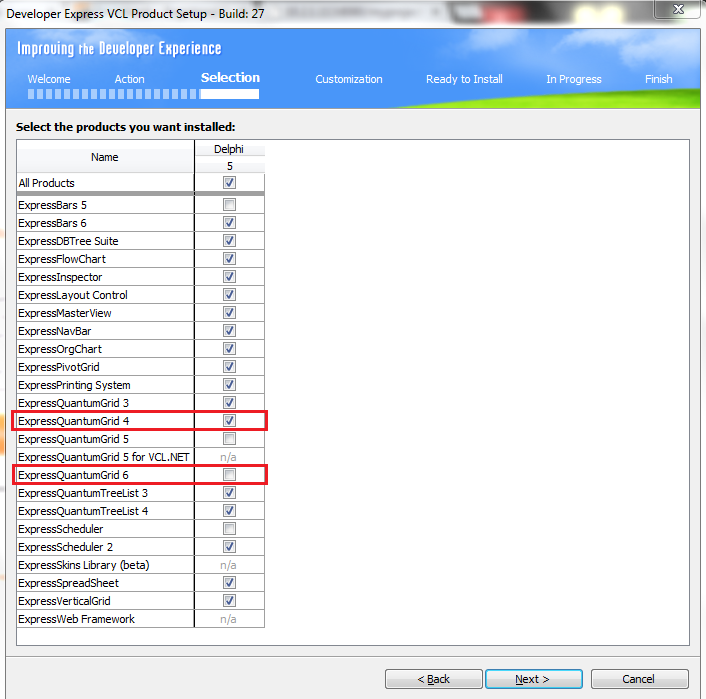 Developer Express VCL Product Setup - Build: 27
Improving the Developer Experience
Welcome Action Selection Customization Ready to Install In Progress Finish
Select the products you want installed:
Name Delphi
5
All Products
ExpressBars 5
ExpressBars 6
ExpressDBTree Suite
ExpressFlowChart
ExpressInspector
ExpressLayout Control
ExpressMasterView
ExpressNavBar
ExpressOrgChart
ExpressPivotGrid
ExpressPrinting System
ExpressQuantumGrid 3
ExpressQuantumGrid 4
ExpressQuantumGrid 5
ExpressQuantumGrid 5 for VCL.NET n/a
ExpressQuantumGrid 6
ExpressQuantumTreeList 3
ExpressQuantumTreeList 4
ExpressScheduler
ExpressScheduler 2
ExpressSkins Library (beta) n/a
ExpressSpreadSheet
ExpressVerticalGrid
ExpressWeb Framework n/a
< Back Next > Cancel